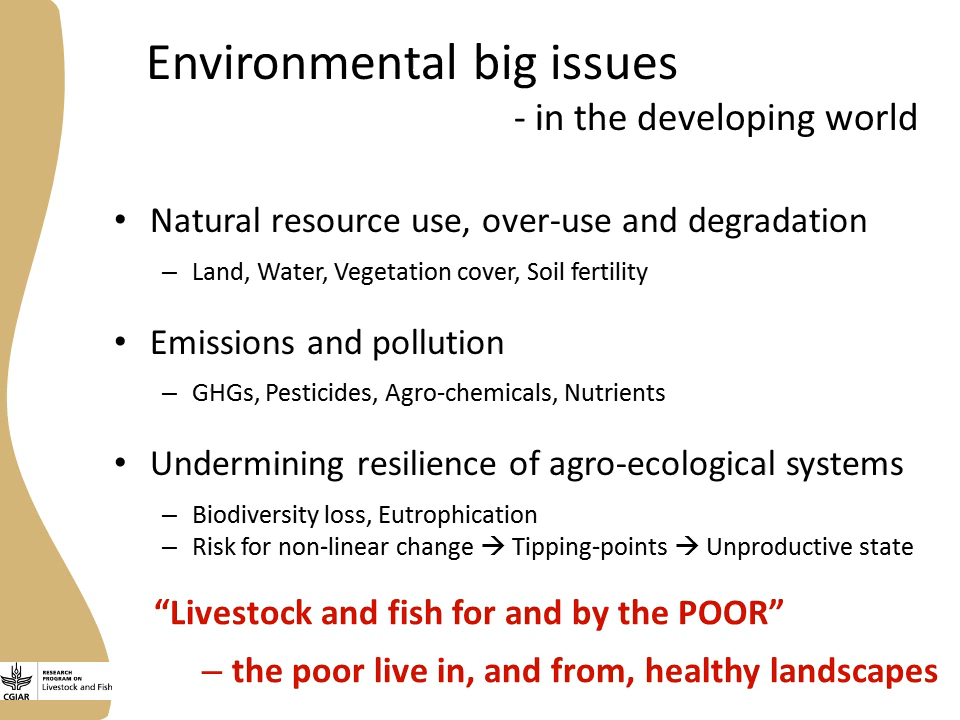 Environmental big issues
- in the developing world
• Natural resource use, over-use and degradation
– Land, Water, Vegetation cover, Soil fertility
• Emissions and pollution
– GHGs, Pesticides, Agro-chemicals, Nutrients
• Undermining resilience of agro-ecological systems
– Biodiversity loss, Eutrophication
– Risk for non-linear change → Tipping-points → Unproductive state
“Livestock and fish for and by the POOR”
– the poor live in, and from, healthy landscapes
CGIAR
RESEARCH
PROGRAM ON
Livestock and Fish